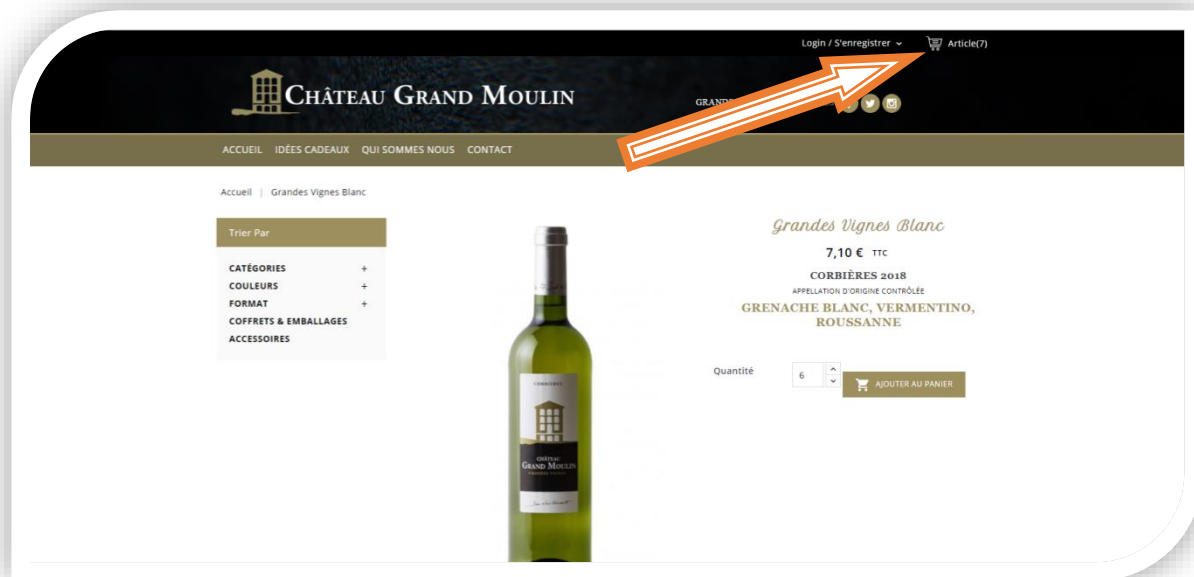 Login / S'enregistrer
Article(7)
CHÂTEAU GRAND MOULIN
ACCUEIL IDÉES CADEAUX QUI SOMMES NOUS CONTACT
Accueil | Grandes Vignes Blanc
Trier Par
CATÉGORIES +
COULEURS +
FORMAT +
COFFRETS & EMBALLAGES
ACCESSOIRES
CORBIÈRES
CHÂTEAU
GRAND MOULIN
Grandes Vignes Blanc
7,10 € TTC
CORBIÈRES 2018
APPELLATION D'ORIGINE CONTRÔLÉE
GRENACHE BLANC, VERMENTINO,
ROUSSANNE
Quantité 6
AJOUTER AU PANIER